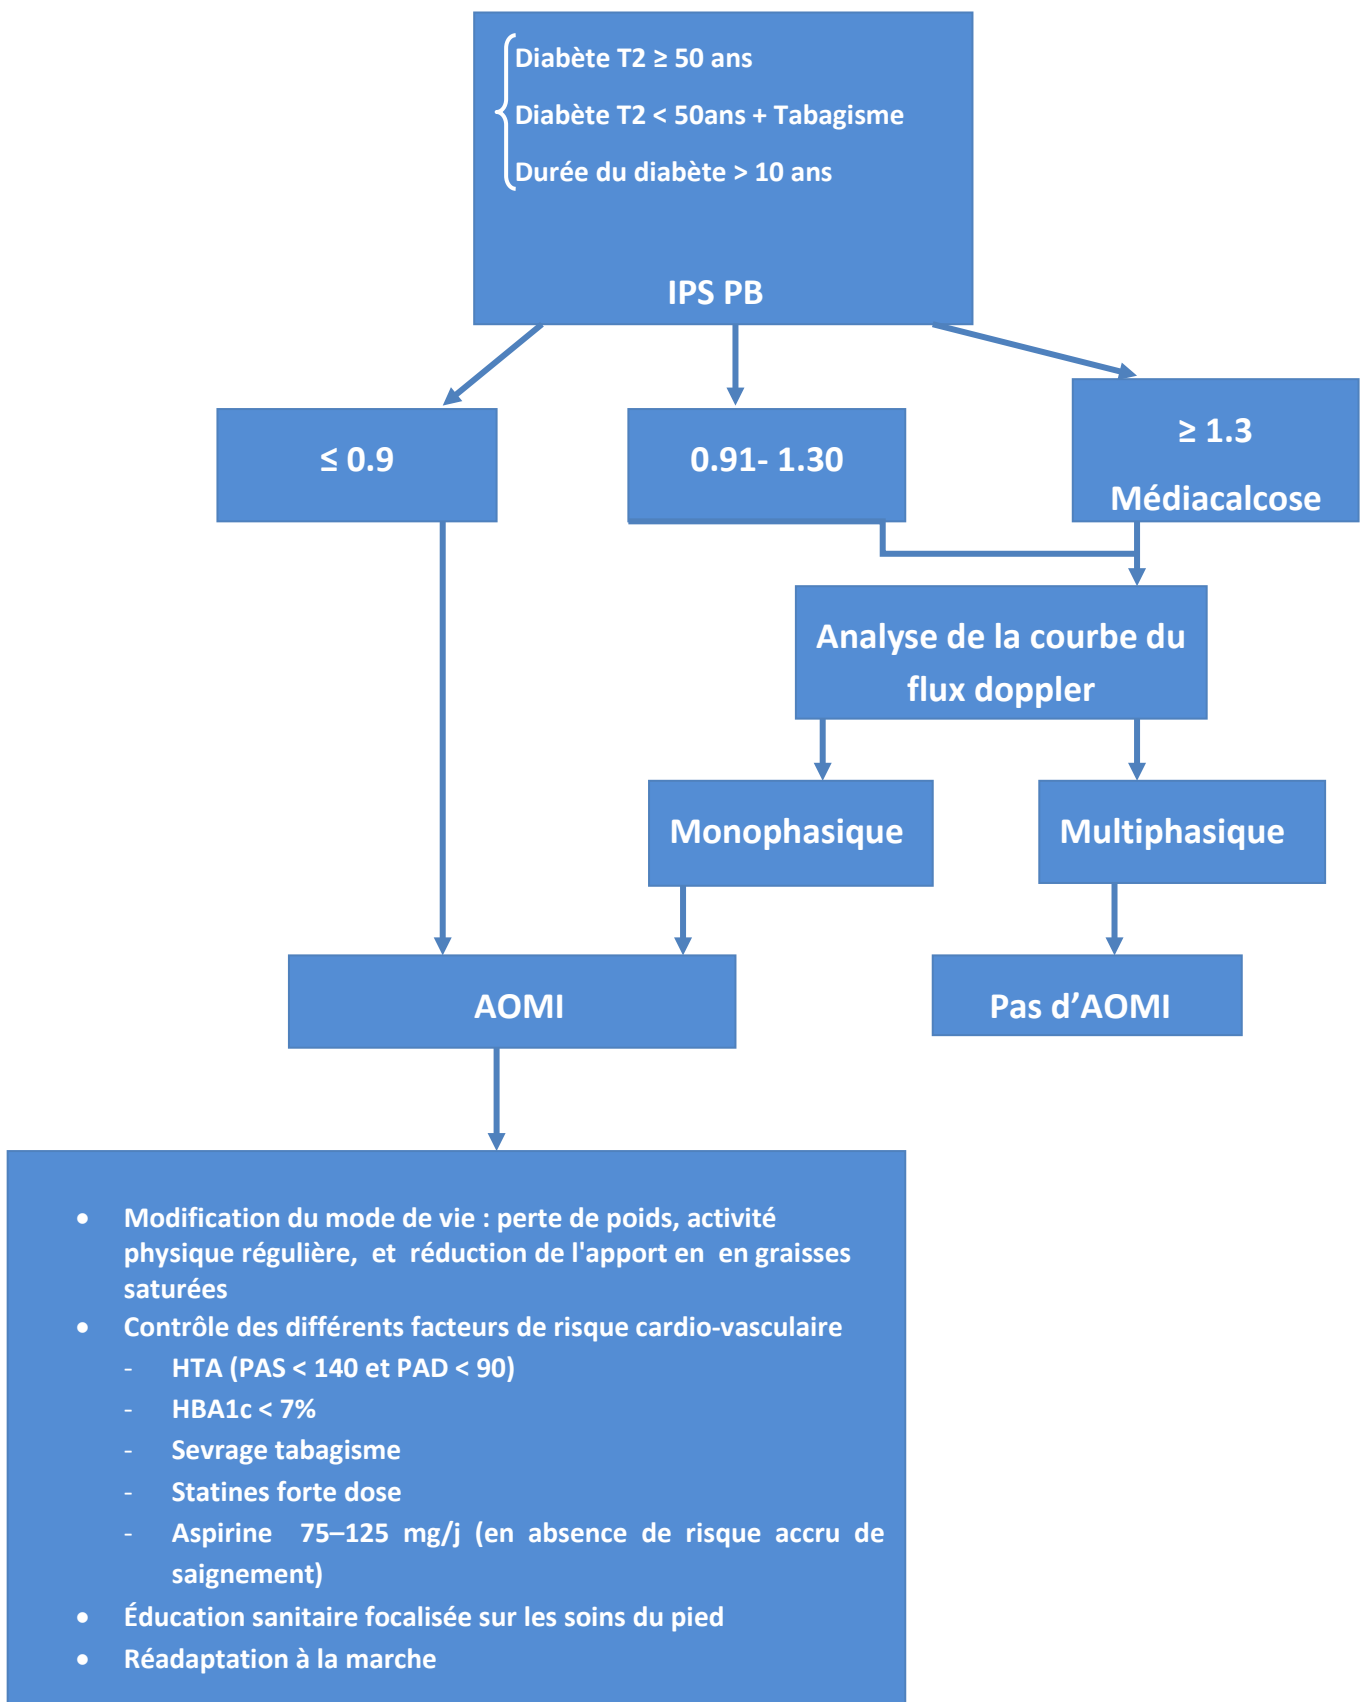 Diabète T2 ≥ 50 ans
Diabète T2 < 50ans + Tabagisme
Durée du diabète > 10 ans
IPS PB
≤ 0.9
0.91- 1.30
≥ 1.3
Médiacalcose
Analyse de la courbe du
flux doppler
Monophasique
Multiphasique
AOMI
Pas d’AOMI
• Modification du mode de vie : perte de poids, activité
physique régulière, et réduction de l'apport en en graisses
saturées
• Contrôle des différents facteurs de risque cardio-vasculaire
- HTA (PAS < 140 et PAD < 90)
- HBA1c < 7%
- Sevrage tabagisme
- Statines forte dose
- Aspirine 75–125 mg/j (en absence de risque accru de
saignement)
• Éducation sanitaire focalisée sur les soins du pied
• Réadaptation à la marche